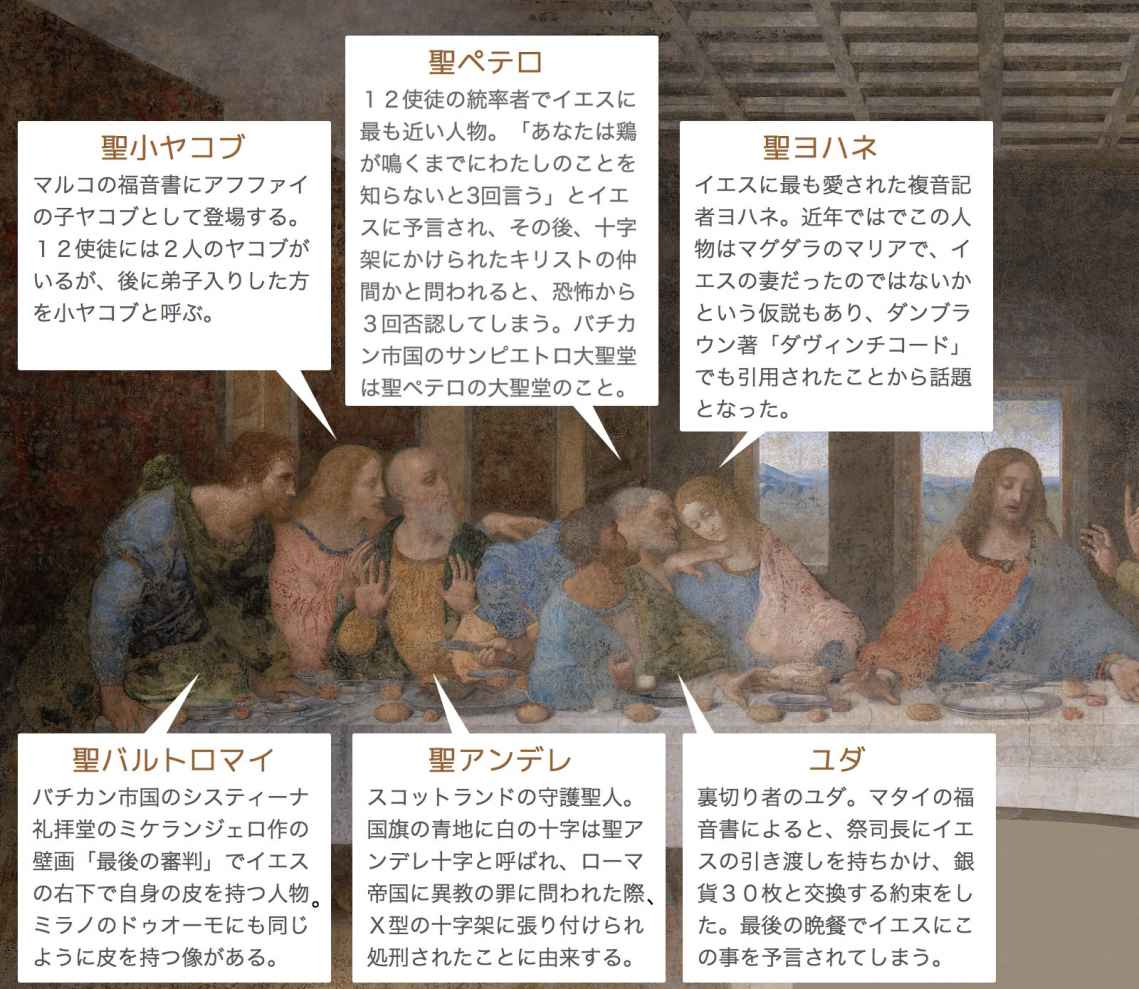 聖ペテロ
１２使徒の統率者でイエスに
最も近い人物。「あなたは鶏
が鳴くまでにわたしのことを
知らないと3回言う」とイエ
スに予言され、その後、十字
架にかけられたキリストの仲
間かと問われると、恐怖から
３回否認してしまう。バチカ
ン市国のサンピエトロ大聖堂
は聖ペテロの大聖堂のこと。
聖小ヤコブ
マルコの福音書にアフファイ
の子ヤコブとして登場する。
１２使徒には２人のヤコブが
いるが、後に弟子入りした方
を小ヤコブと呼ぶ。
聖ヨハネ
イエスに最も愛された複音記
者ヨハネ。近年ではでこの人
物はマグダラのマリアで、イ
エスの妻だったのではないか
という仮説もあり、ダンブラ
ウン著「ダヴィンチコード」
でも引用されたことから話題
となった。
聖バルトロマイ
バチカン市国のシスティーナ
礼拝堂のミケランジェロ作の
壁画「最後の審判」でイエス
の右下で自身の皮を持つ人物。
ミラノのドゥオーモにも同じ
ように皮を持つ像がある。
聖アンデレ
スコットランドの守護聖人。
国旗の青地に白の十字は聖ア
ンデレ十字と呼ばれ、ローマ
帝国に異教の罪に問われた際、
Ｘ型の十字架に張り付けられ
処刑されたことに由来する。
ユダ
裏切り者のユダ。マタイの福
音書によると、祭司長にイエ
スの引き渡しを持ちかけ、銀
貨３０枚と交換する約束をし
た。最後の晩餐でイエスにこ
の事を予言されてしまう。